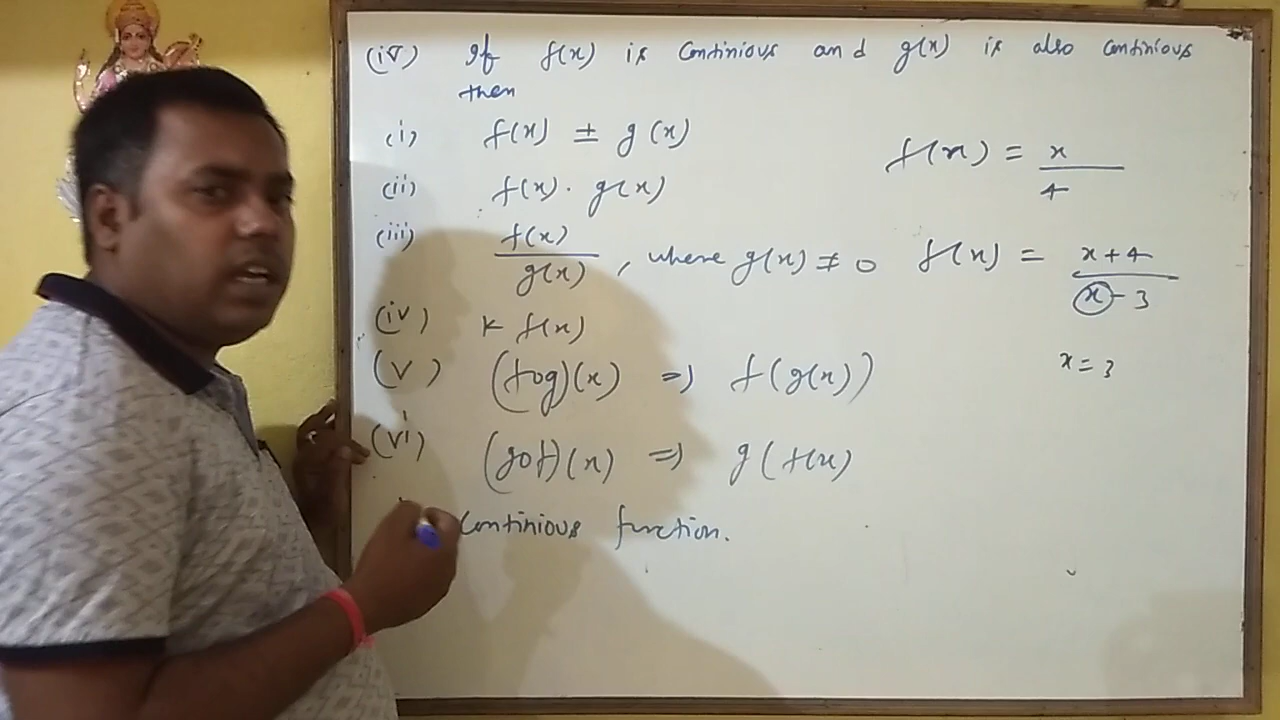 (iv) If f(x) is continious and g(x) is also continious
then
(i) f(x) ± g(x)
(ii) f(x) · g(x)
(iii) f(x) / g(x) , where g(x) ≠ 0
(iv) K f(x)
(v) (fog)(x) ⇒ f(g(x))
(vi) (gof)(x) ⇒ g(f(x)
continious function.
f(x) = x / 4
f(x) = x + 4 / x - 3
x = 3